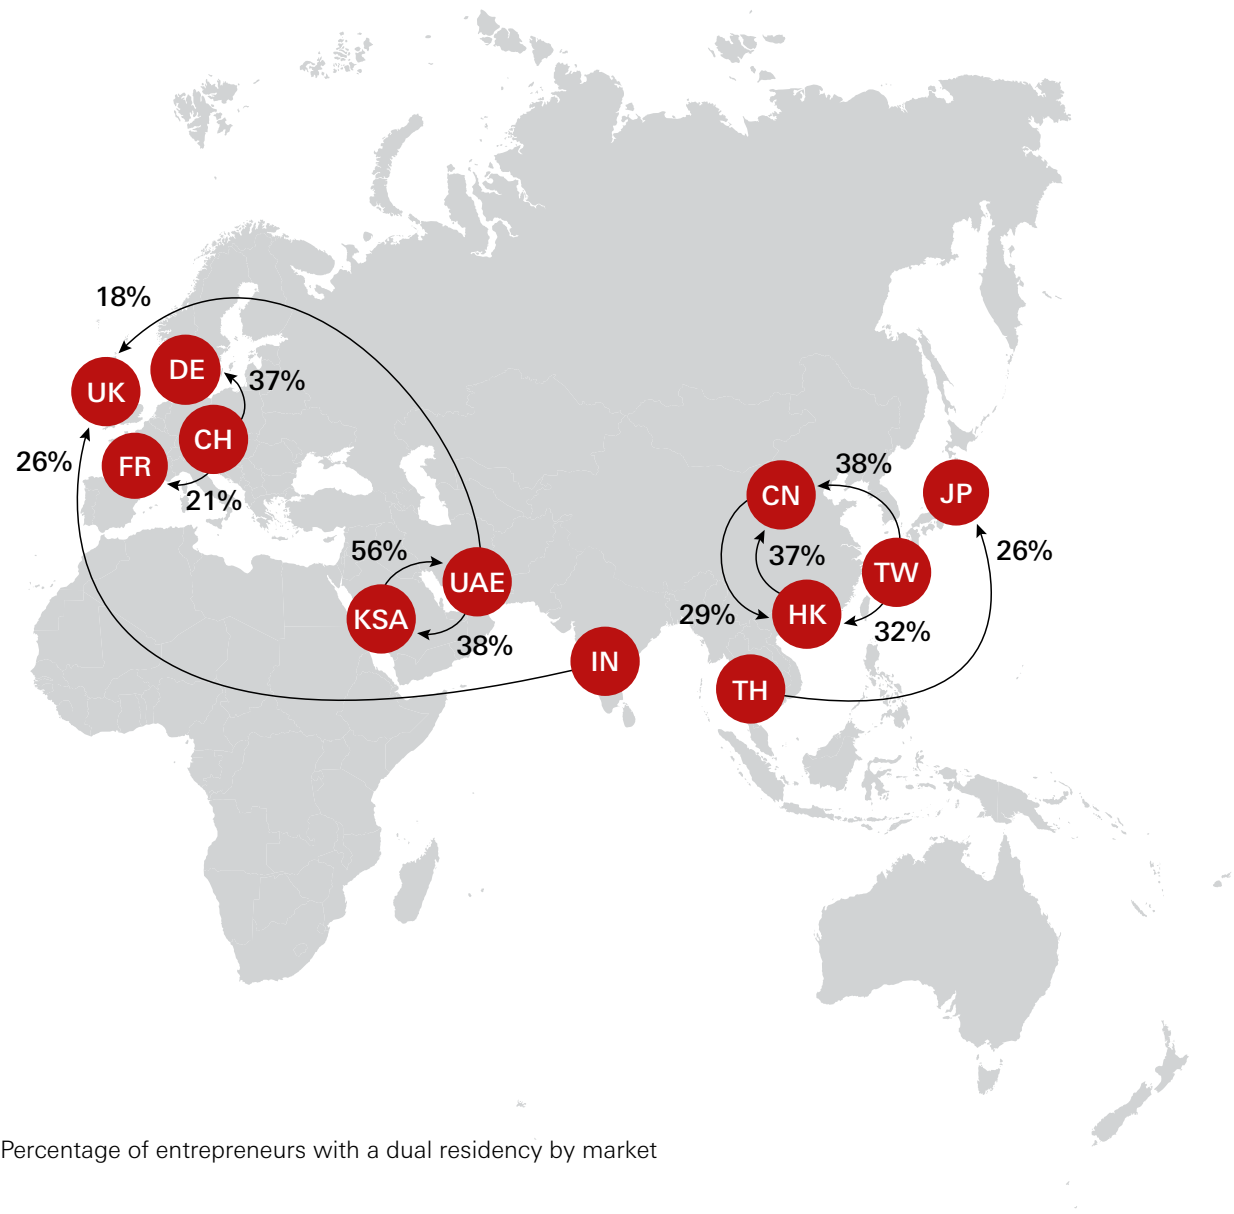 18%
DE
37%
UK
CH
26%
FR
38%
JP
CN
21%
56%
37%
26%
UAE
TW
KSA
29%
HK
32%
38%
IN
TH
Percentage of entrepreneurs with a dual residency by market